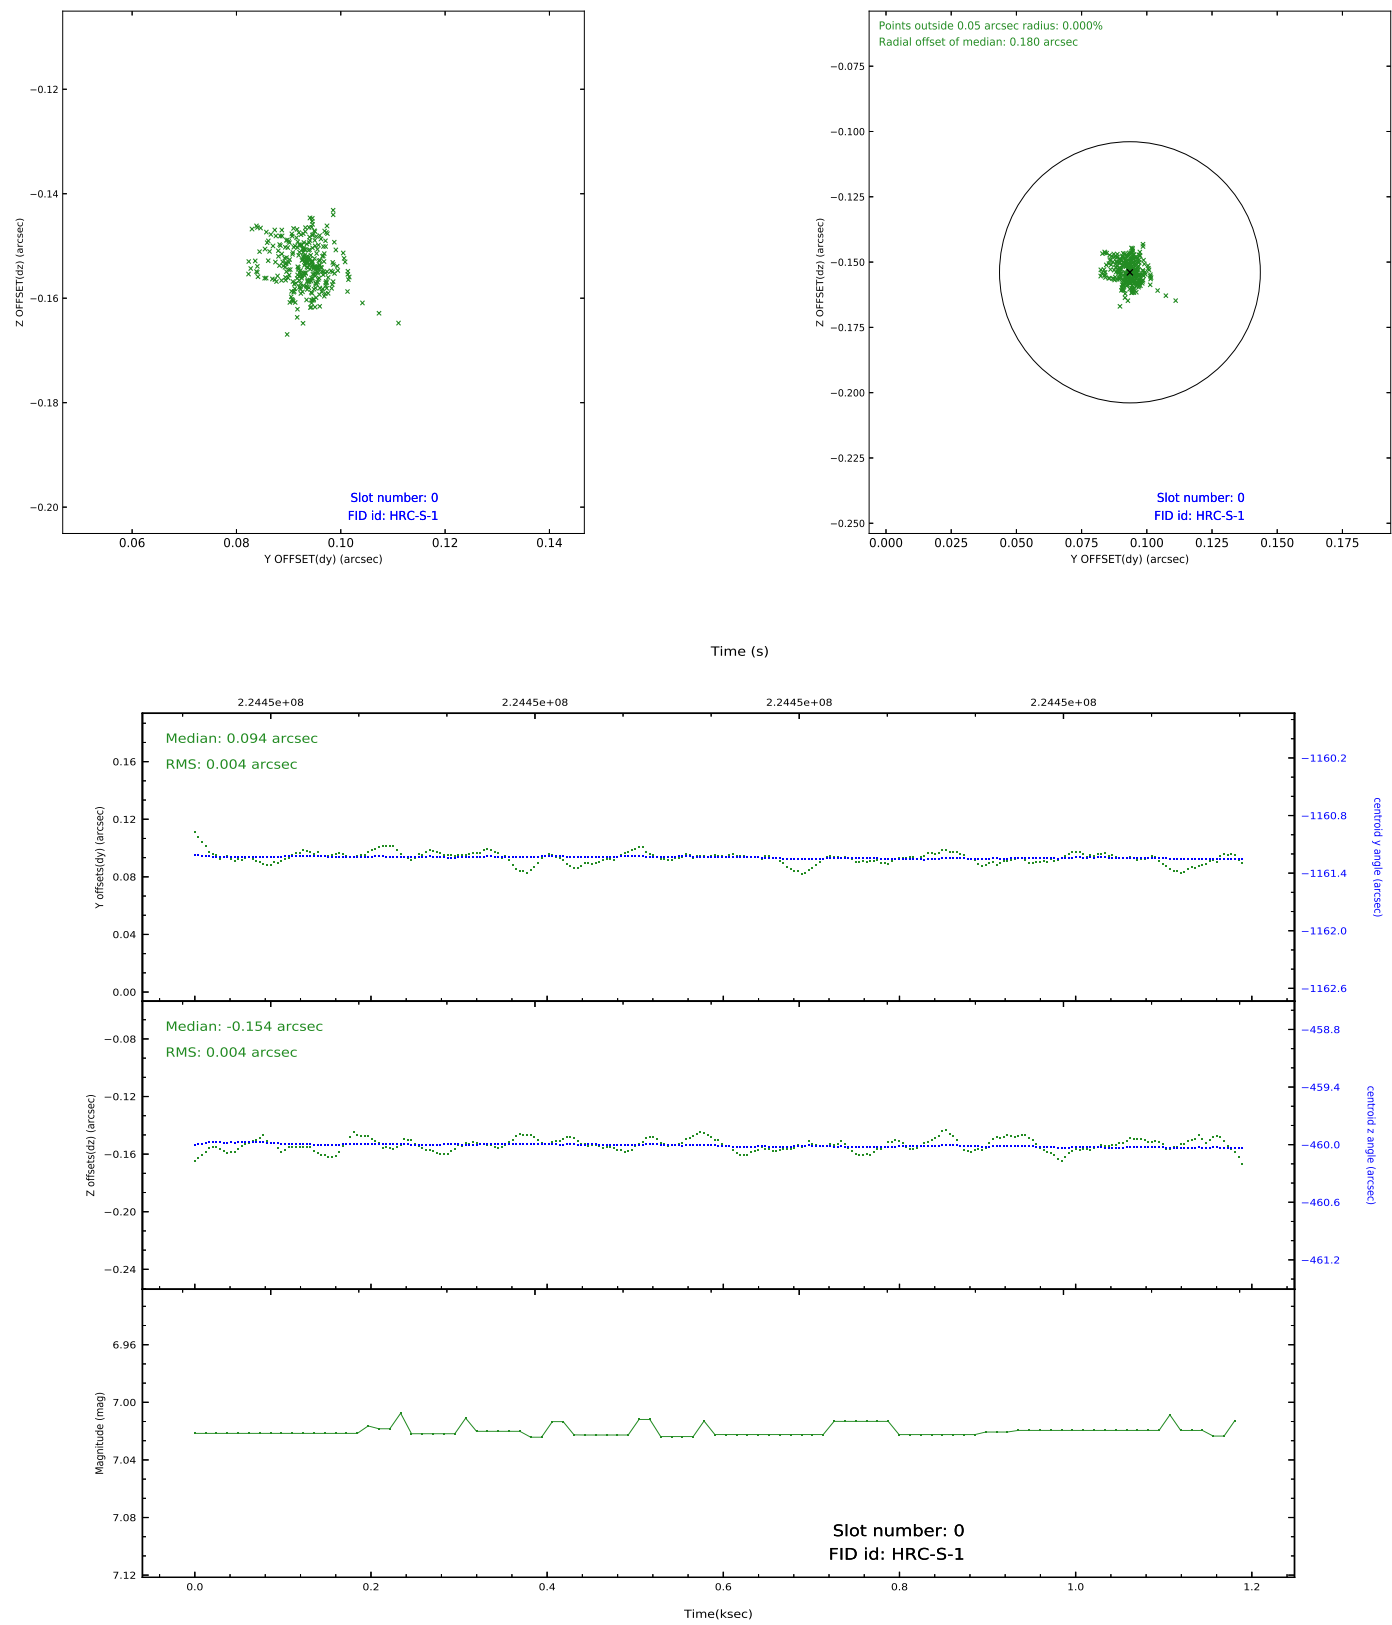 Points outside 0.05 arcsec radius: 0.000%
Radial offset of median: 0.180 arcsec
−0.12
−0.14
−0.16
−0.18
−0.20
Z OFFSET(dz) (arcsec)
Slot number: 0
FID id: HRC-S-1
0.06 0.08 0.10 0.12 0.14
Y OFFSET(dy) (arcsec)
−0.075
−0.100
−0.125
−0.150
−0.175
−0.200
−0.225
−0.250
Z OFFSET(dz) (arcsec)
Slot number: 0
FID id: HRC-S-1
0.000 0.025 0.050 0.075 0.100 0.125 0.150 0.175
Y OFFSET(dy) (arcsec)
Time (s)
2.2445e+08 2.2445e+08 2.2445e+08 2.2445e+08
Median: 0.094 arcsec
RMS: 0.004 arcsec
0.16
0.12
0.08
0.04
0.00
Y offsets(dy) (arcsec)
−1160.2
−1160.8
−1161.4
−1162.0
−1162.6
centroid y angle (arcsec)
Median: -0.154 arcsec
RMS: 0.004 arcsec
−0.08
−0.12
−0.16
−0.20
−0.24
Z offsets(dz) (arcsec)
−458.8
−459.4
−460.0
−460.6
−461.2
centroid z angle (arcsec)
6.96
7.00
7.04
7.08
7.12
Magnitude (mag)
Slot number: 0
FID id: HRC-S-1
0.0 0.2 0.4 0.6 0.8 1.0 1.2
Time(ksec)